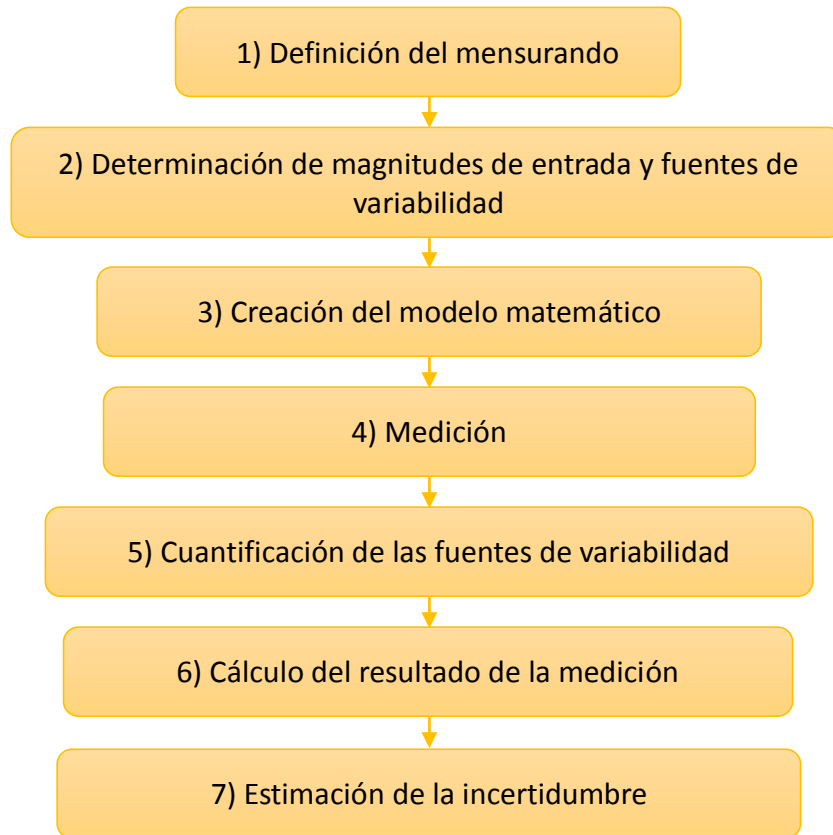 1) Definición del mensurando
2) Determinación de magnitudes de entrada y fuentes de
variabilidad
3) Creación del modelo matemático
4) Medición
5) Cuantificación de las fuentes de variabilidad
6) Cálculo del resultado de la medición
7) Estimación de la incertidumbre